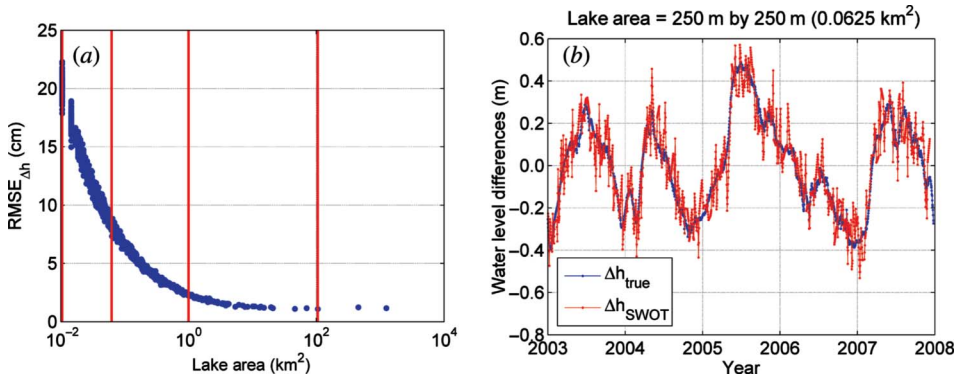 (a)
RMSE_Δh (cm)
25
20
15
10
5
0
10^-2
10^0
10^2
10^4
Lake area (km^2)
Lake area = 250 m by 250 m (0.0625 km^2)
(b)
Water level differences (m)
0.6
0.4
0.2
0.0
−0.2
−0.4
−0.6
−0.8
Δh_true
Δh_SWOT
2003
2004
2005
2006
2007
2008
Year